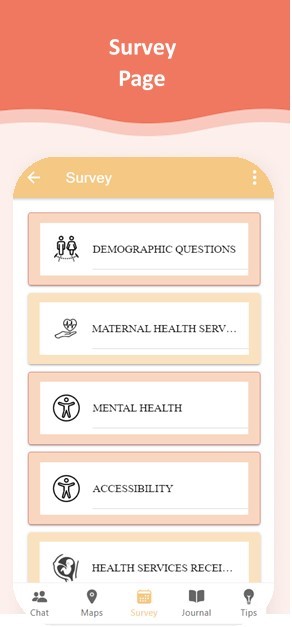 Survey
Page
Survey
DEMOGRAPHIC QUESTIONS
MATERNAL HEALTH SERV...
MENTAL HEALTH
ACCESSIBILITY
HEALTH SERVICES RECEI...
Chat
Maps
Survey
Journal
Tips